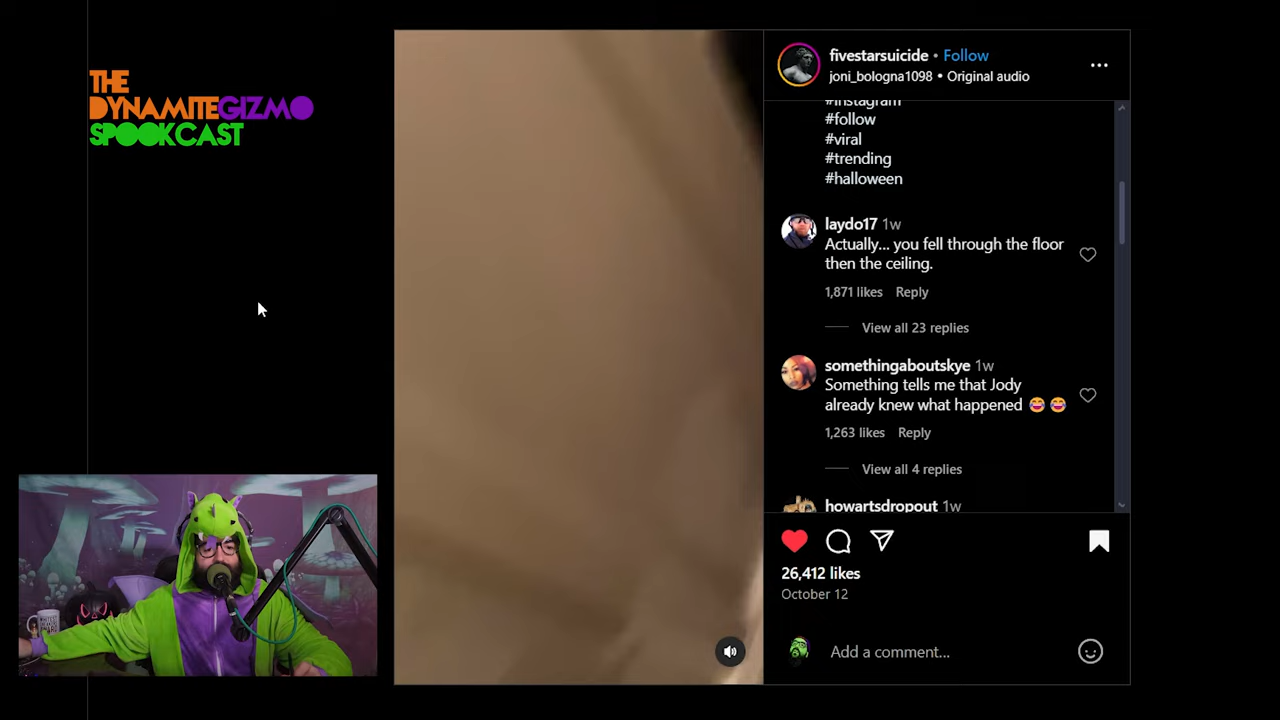 THE
DYNAMITEGIZMO
SPOOKCAST
fivestarsuicide • Follow
joni_bologna1098 • Original audio
#instagram
#follow
#viral
#trending
#halloween
laydo17 1w
Actually... you fell through the floor
then the ceiling.
1,871 likes Reply
View all 23 replies
somethingaboutskye 1w
Something tells me that Jody
already knew what happened 😂 😂
1,263 likes Reply
View all 4 replies
howartsdropout 1w
26,412 likes
October 12
Add a comment...